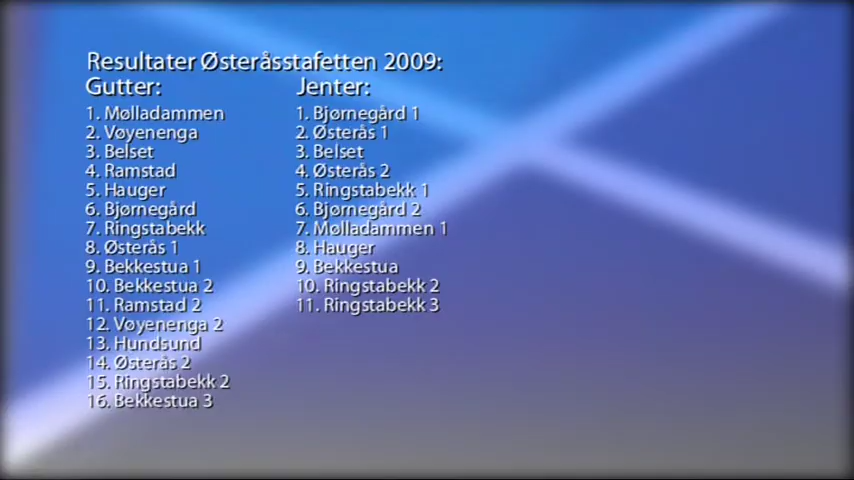 Resultater Østeråsstafetten 2009:
Gutter:
1. Mølladammen
2. Vøyenenga
3. Belset
4. Ramstad
5. Hauger
6. Bjørnegård
7. Ringstabekk
8. Østerås 1
9. Bekkestua 1
10. Bekkestua 2
11. Ramstad 2
12. Vøyenenga 2
13. Hundsund
14. Østerås 2
15. Ringstabekk 2
16. Bekkestua 3
Jenter:
1. Bjørnegård 1
2. Østerås 1
3. Belset
4. Østerås 2
5. Ringstabekk 1
6. Bjørnegård 2
7. Mølladammen 1
8. Hauger
9. Bekkestua
10. Ringstabekk 2
11. Ringstabekk 3